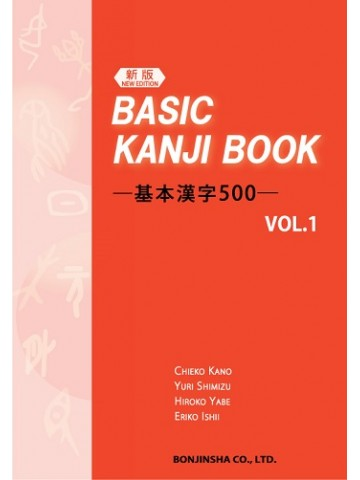 新版
NEW EDITION
BASIC
KANJI BOOK
―基本漢字500―
VOL.1
CHIEKO KANO
YURI SHIMIZU
HIROKO YABE
ERIKO ISHII
BONJINSHA CO., LTD.